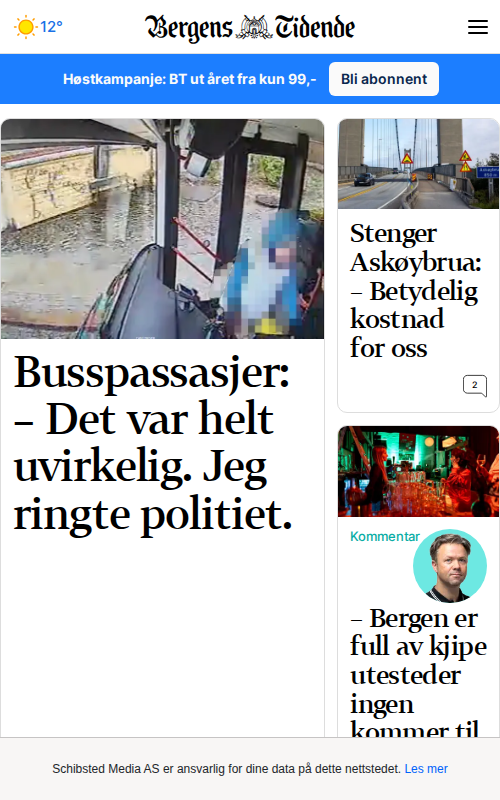 12°
Bergens Tidende
Høstkampanje: BT ut året fra kun 99,-
Bli abonnent
Busspassasjer:
– Det var helt
uvirkelig. Jeg
ringte politiet.
Stenger
Askøybrua:
– Betydelig
kostnad
for oss
2
Kommentar
– Bergen er
full av kjipe
utesteder
ingen
kommer til
Schibsted Media AS er ansvarlig for dine data på dette nettstedet. Les mer